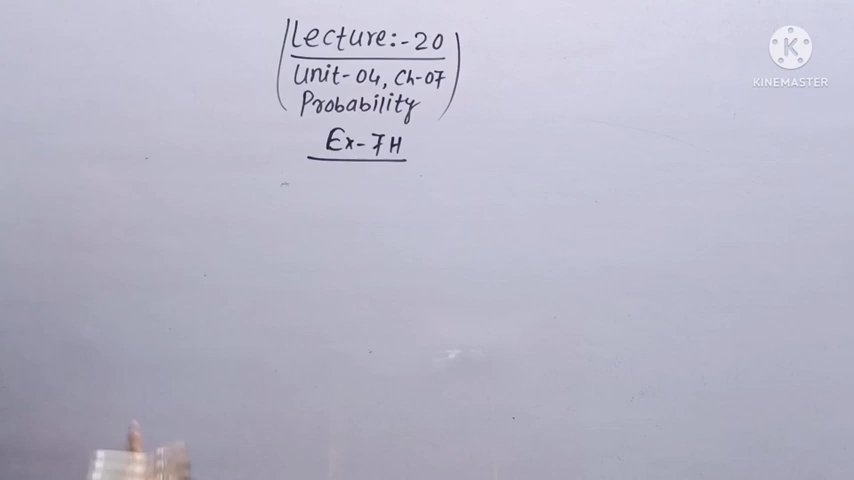 Lecture:-20
Unit-04, Ch-07
Probability
Ex-7H
K
KINEMASTER